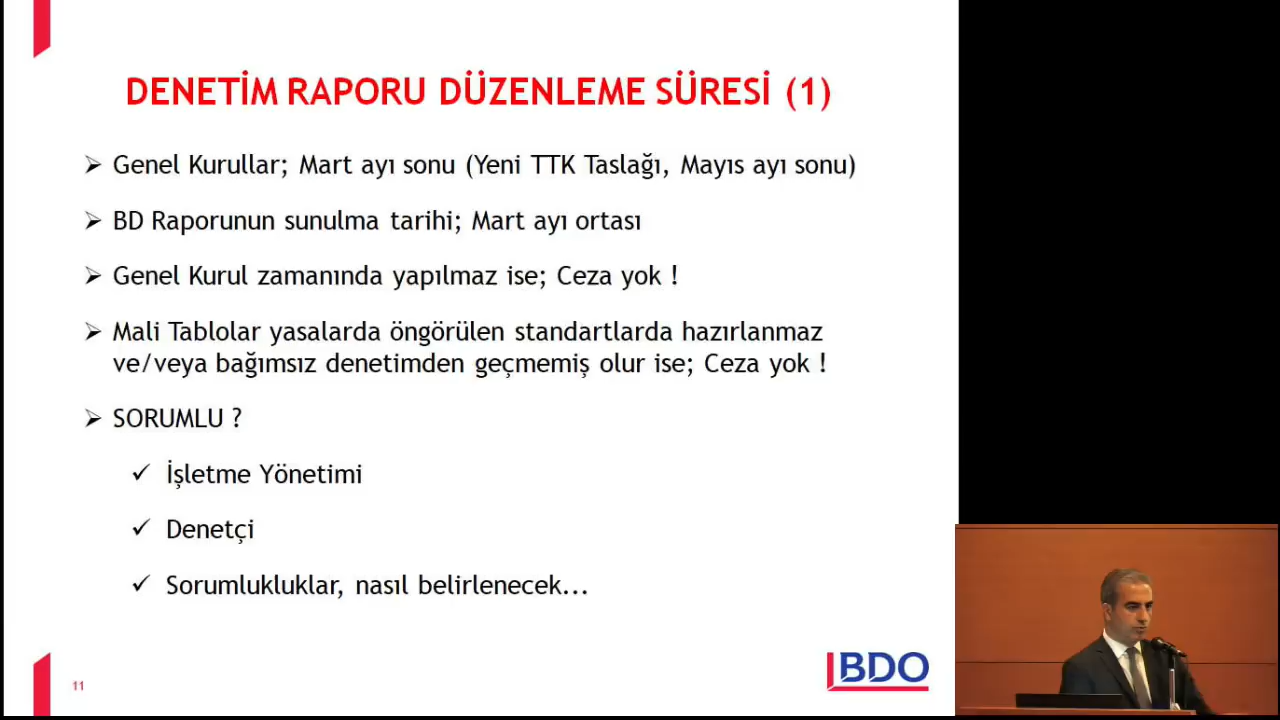 DENETİM RAPORU DÜZENLEME SÜRESİ (1)
Genel Kurullar; Mart ayı sonu (Yeni TTK Taslağı, Mayıs ayı sonu)
BD Raporunun sunulma tarihi; Mart ayı ortası
Genel Kurul zamanında yapılmaz ise; Ceza yok !
Mali Tablolar yasalarda öngörülen standartlarda hazırlanmaz
ve/veya bağımsız denetimden geçmemiş olur ise; Ceza yok !
SORUMLU ?
İşletme Yönetimi
Denetçi
Sorumlukluklar, nasıl belirlenecek...
11
BDO